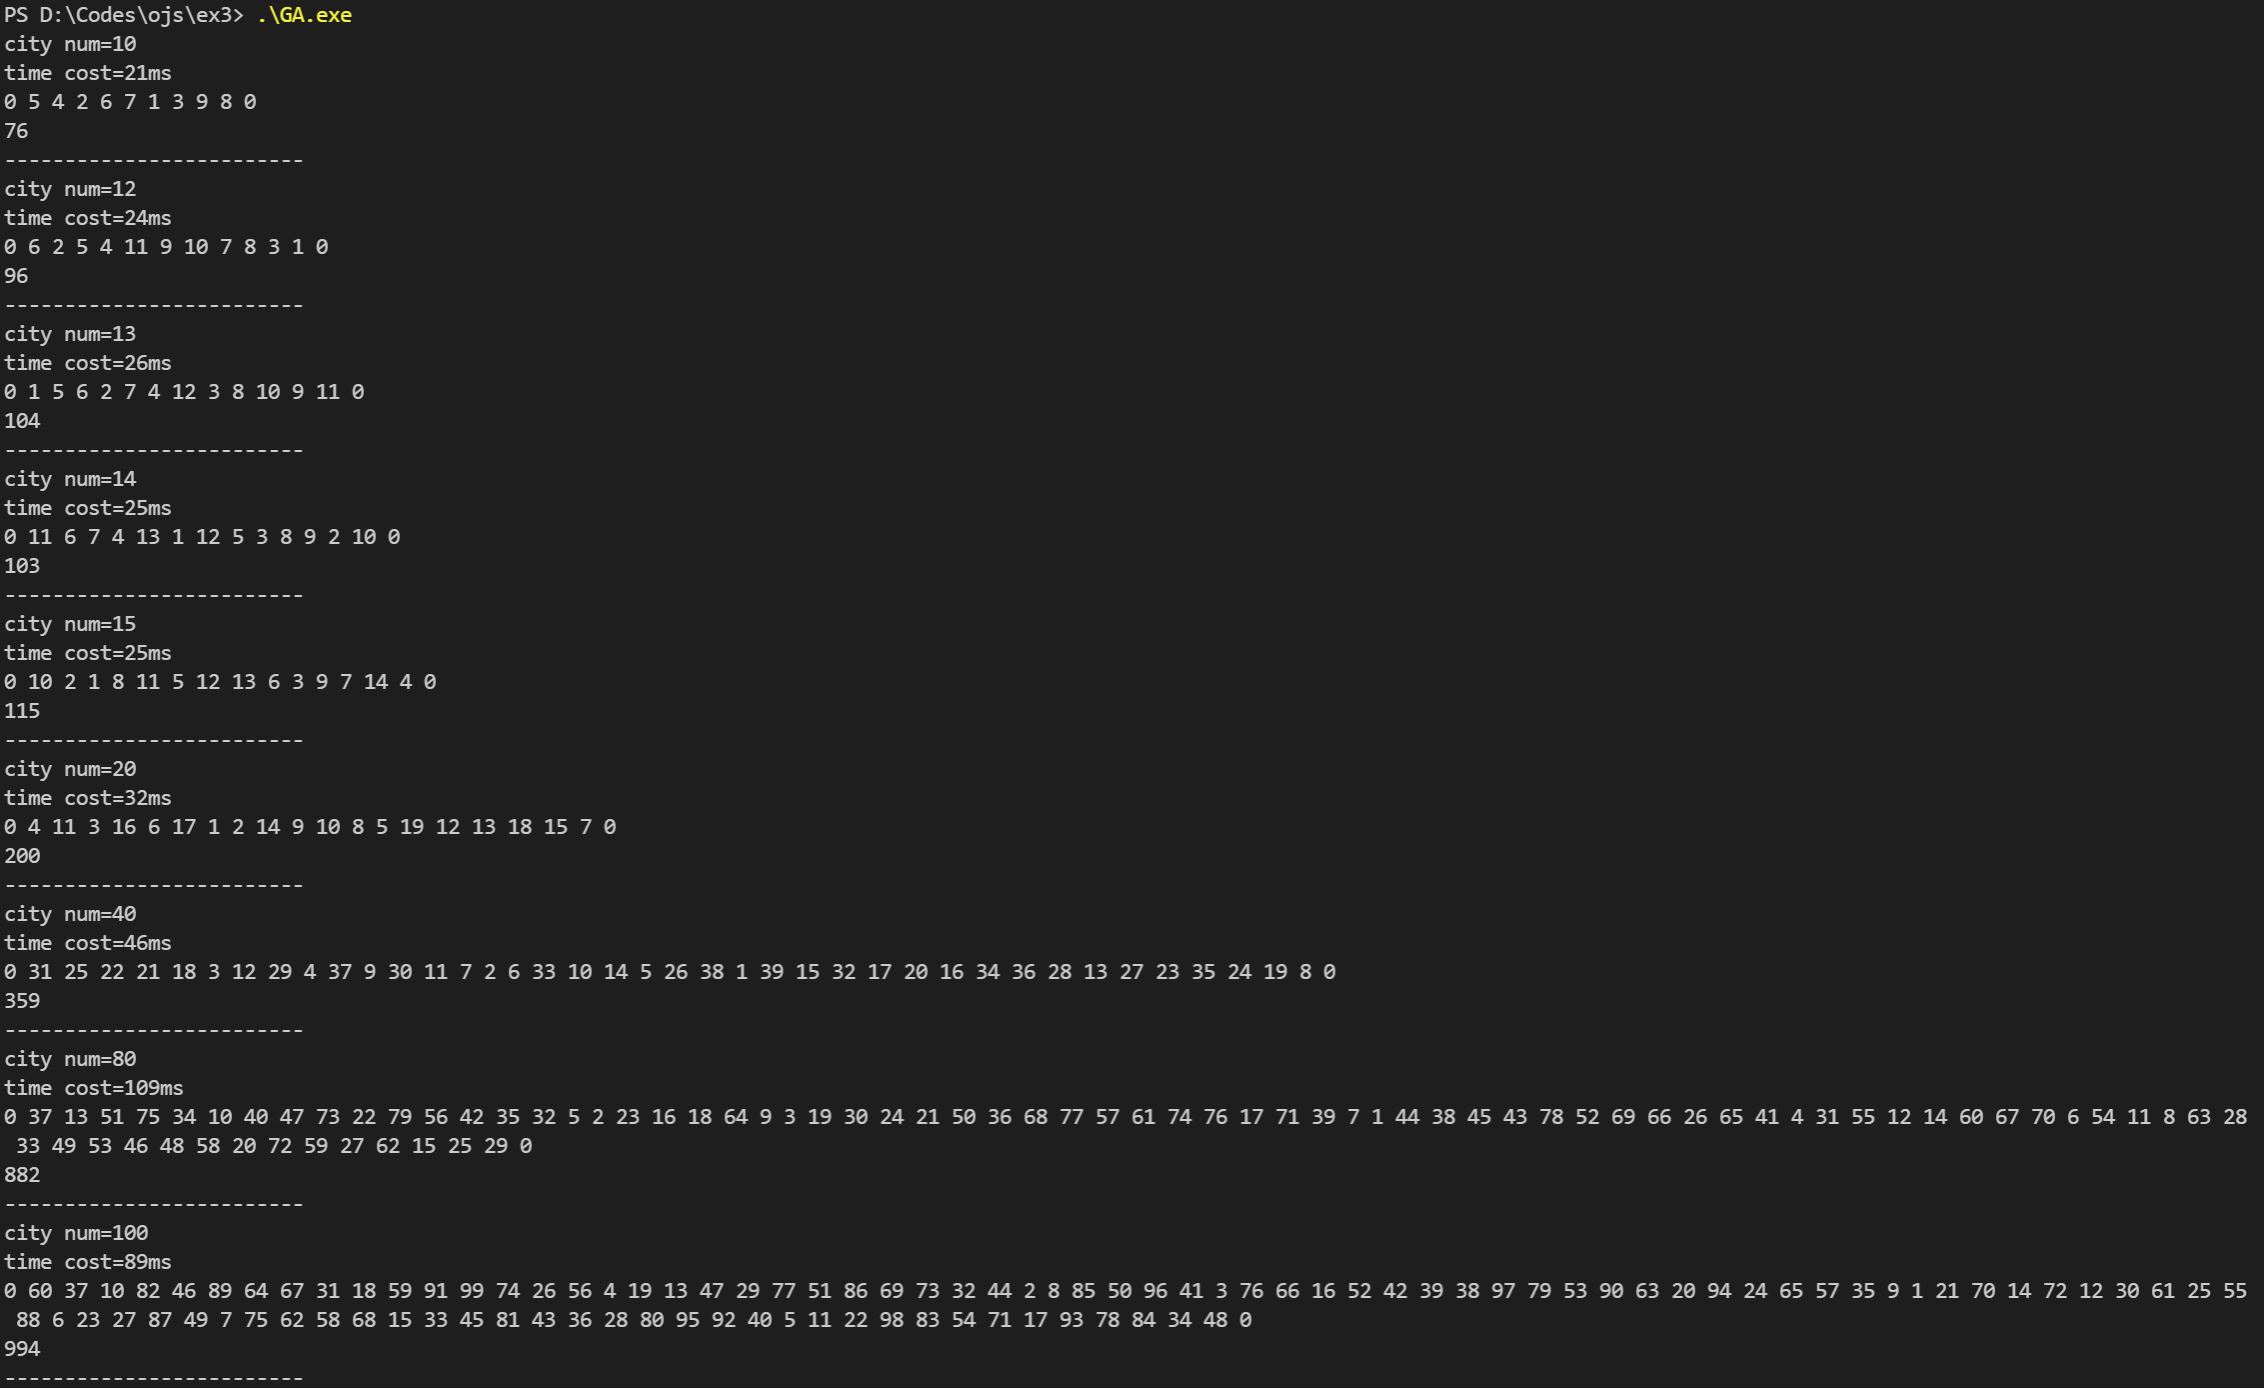 PS D:\Codes\ojs\ex3> .\GA.exe
city num=10
time cost=21ms
0 5 4 2 6 7 1 3 9 8 0
76
-------------------------
city num=12
time cost=24ms
0 6 2 5 4 11 9 10 7 8 3 1 0
96
-------------------------
city num=13
time cost=26ms
0 1 5 6 2 7 4 12 3 8 10 9 11 0
104
-------------------------
city num=14
time cost=25ms
0 11 6 7 4 13 1 12 5 3 8 9 2 10 0
103
-------------------------
city num=15
time cost=25ms
0 10 2 1 8 11 5 12 13 6 3 9 7 14 4 0
115
-------------------------
city num=20
time cost=32ms
0 4 11 3 16 6 17 1 2 14 9 10 8 5 19 12 13 18 15 7 0
200
-------------------------
city num=40
time cost=46ms
0 31 25 22 21 18 3 12 29 4 37 9 30 11 7 2 6 33 10 14 5 26 38 1 39 15 32 17 20 16 34 36 28 13 27 23 35 24 19 8 0
359
-------------------------
city num=80
time cost=109ms
0 37 13 51 75 34 10 40 47 73 22 79 56 42 35 32 5 2 23 16 18 64 9 3 19 30 24 21 50 36 68 77 57 61 74 76 17 71 39 7 1 44 38 45 43 78 52 69 66 26 65 41 4 31 55 12 14 60 67 70 6 54 11 8 63 28
33 49 53 46 48 58 20 72 59 27 62 15 25 29 0
882
-------------------------
city num=100
time cost=89ms
0 60 37 10 82 46 89 64 67 31 18 59 91 99 74 26 56 4 19 13 47 29 77 51 86 69 73 32 44 2 8 85 50 96 41 3 76 66 16 52 42 39 38 97 79 53 90 63 20 94 24 65 57 35 9 1 21 70 14 72 12 30 61 25 55
88 6 23 27 87 49 7 75 62 58 68 15 33 45 81 43 36 28 80 95 92 40 5 11 22 98 83 54 71 17 93 78 84 34 48 0
994
-------------------------